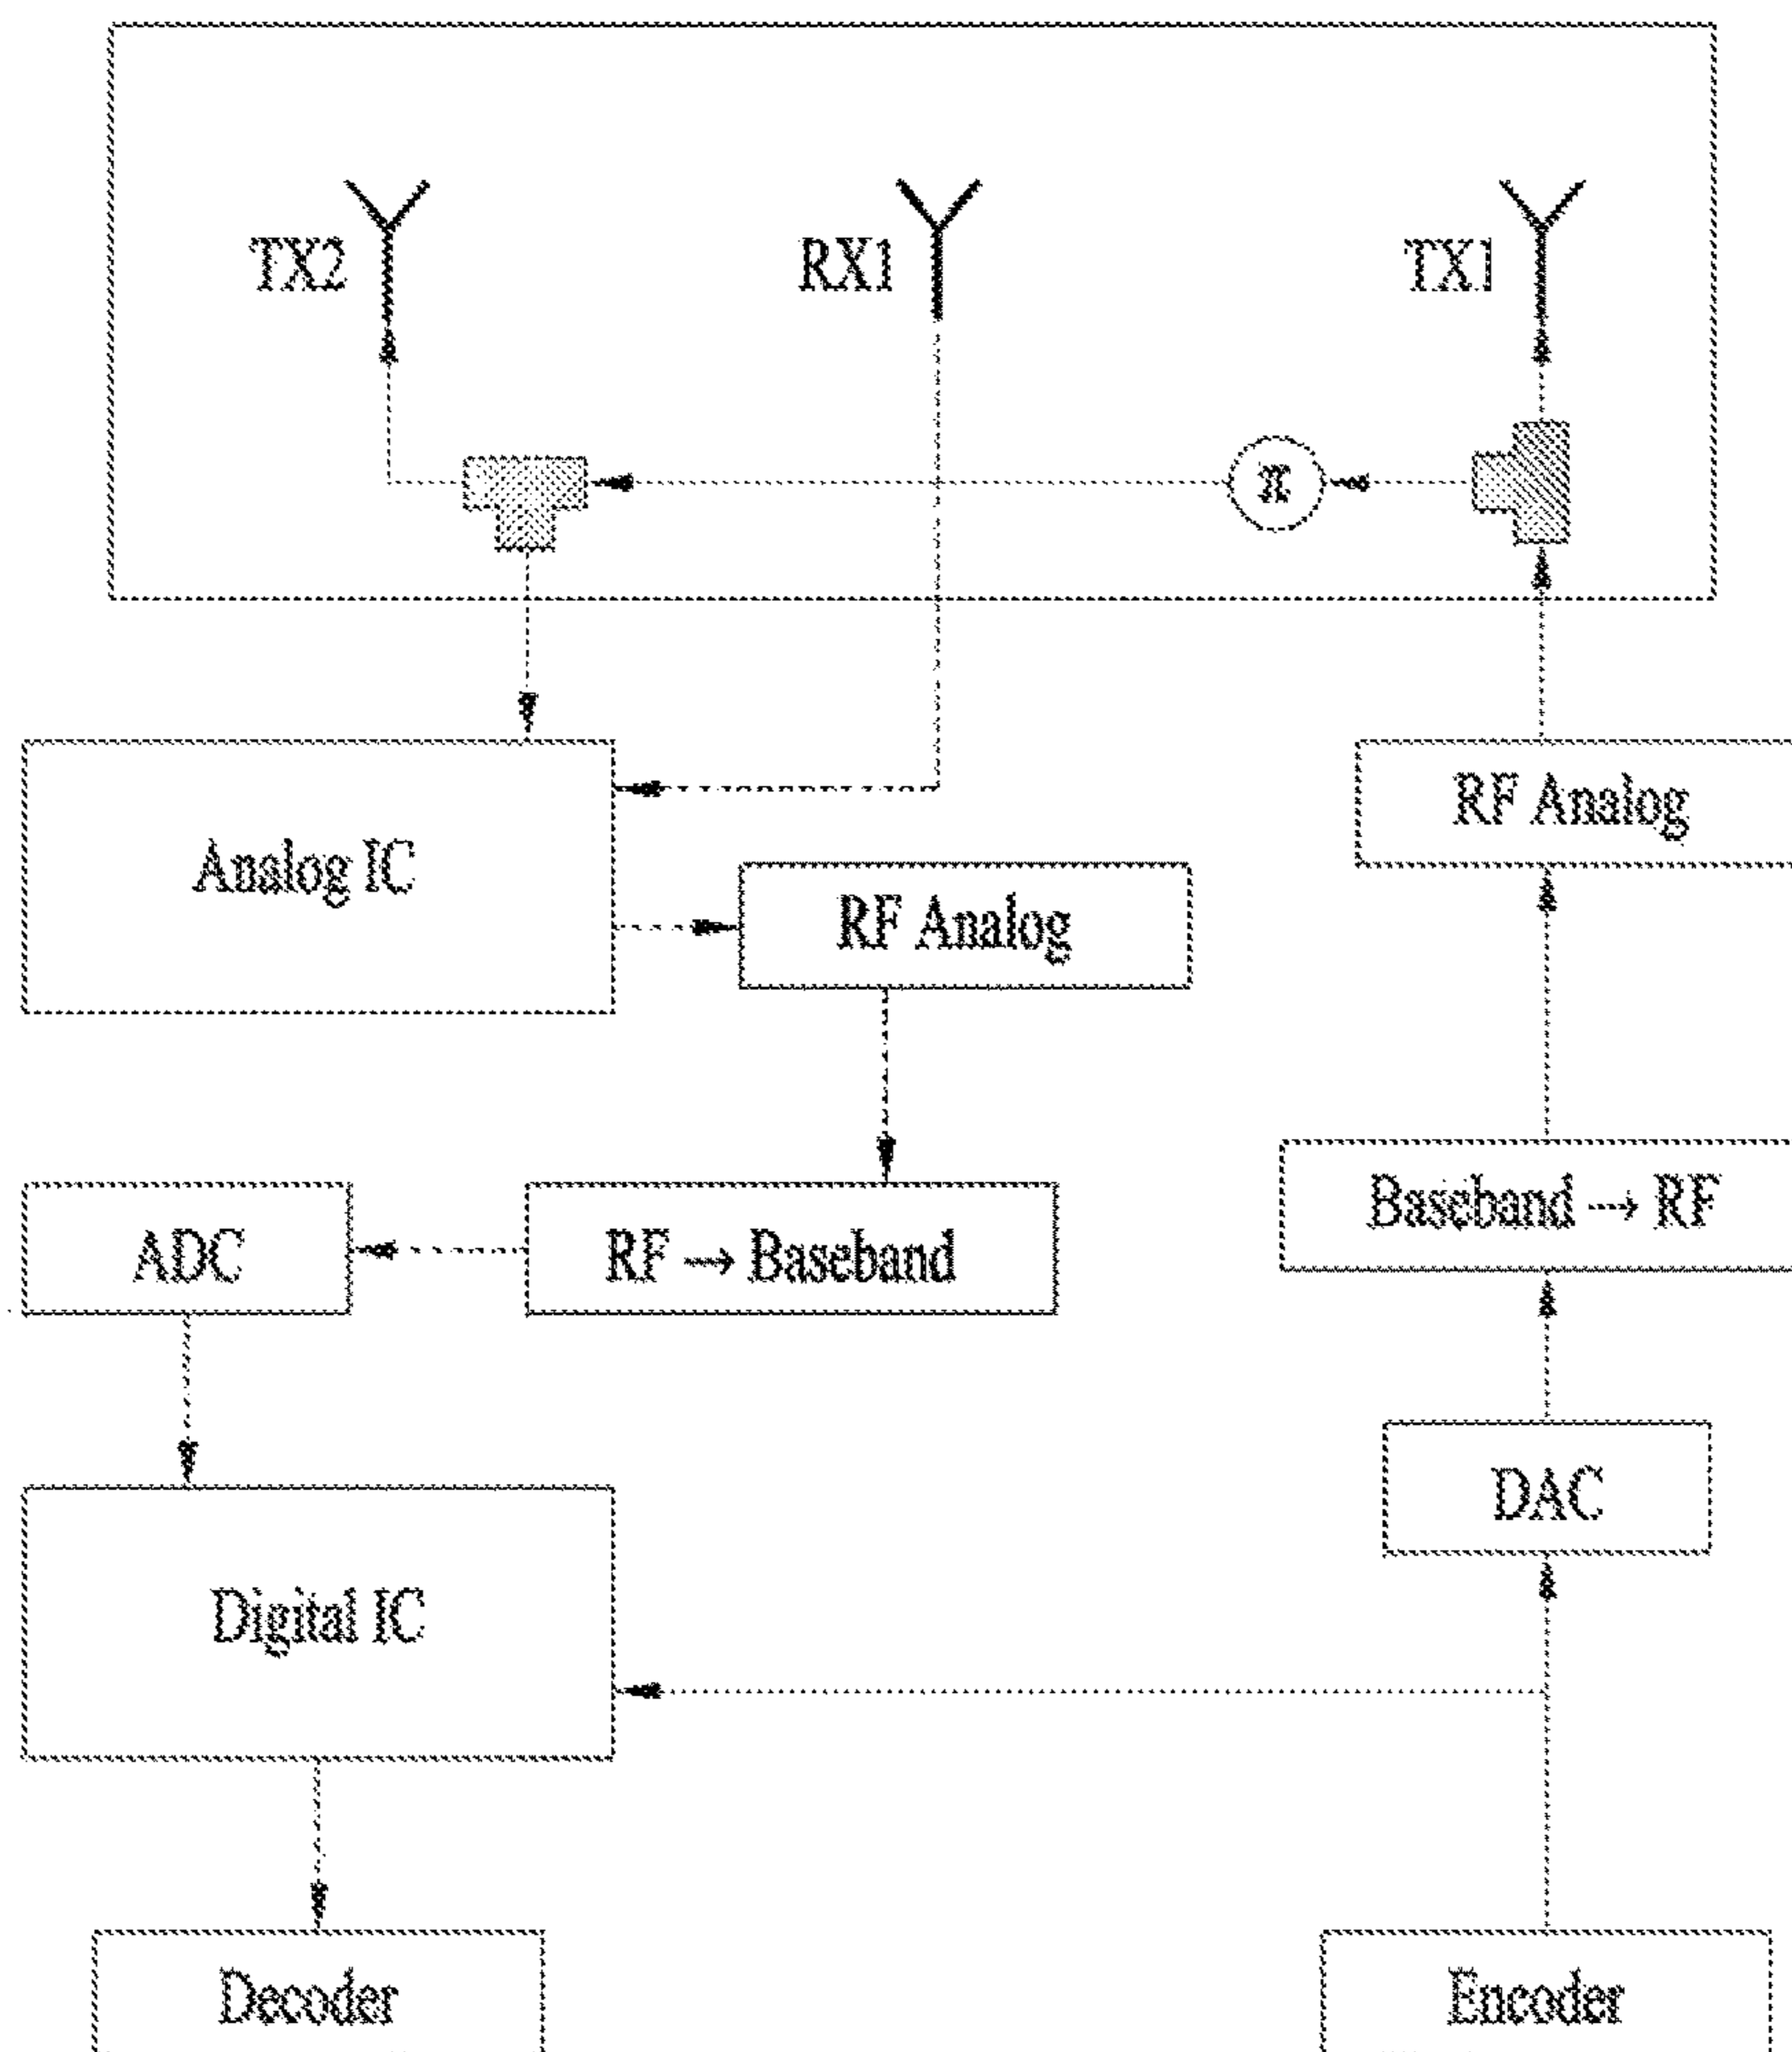 TX2
RX1
TX1
π
Analog IC
RF Analog
RF Analog
Baseband → RF
ADC
RF → Baseband
DAC
Digital IC
Decoder
Encoder